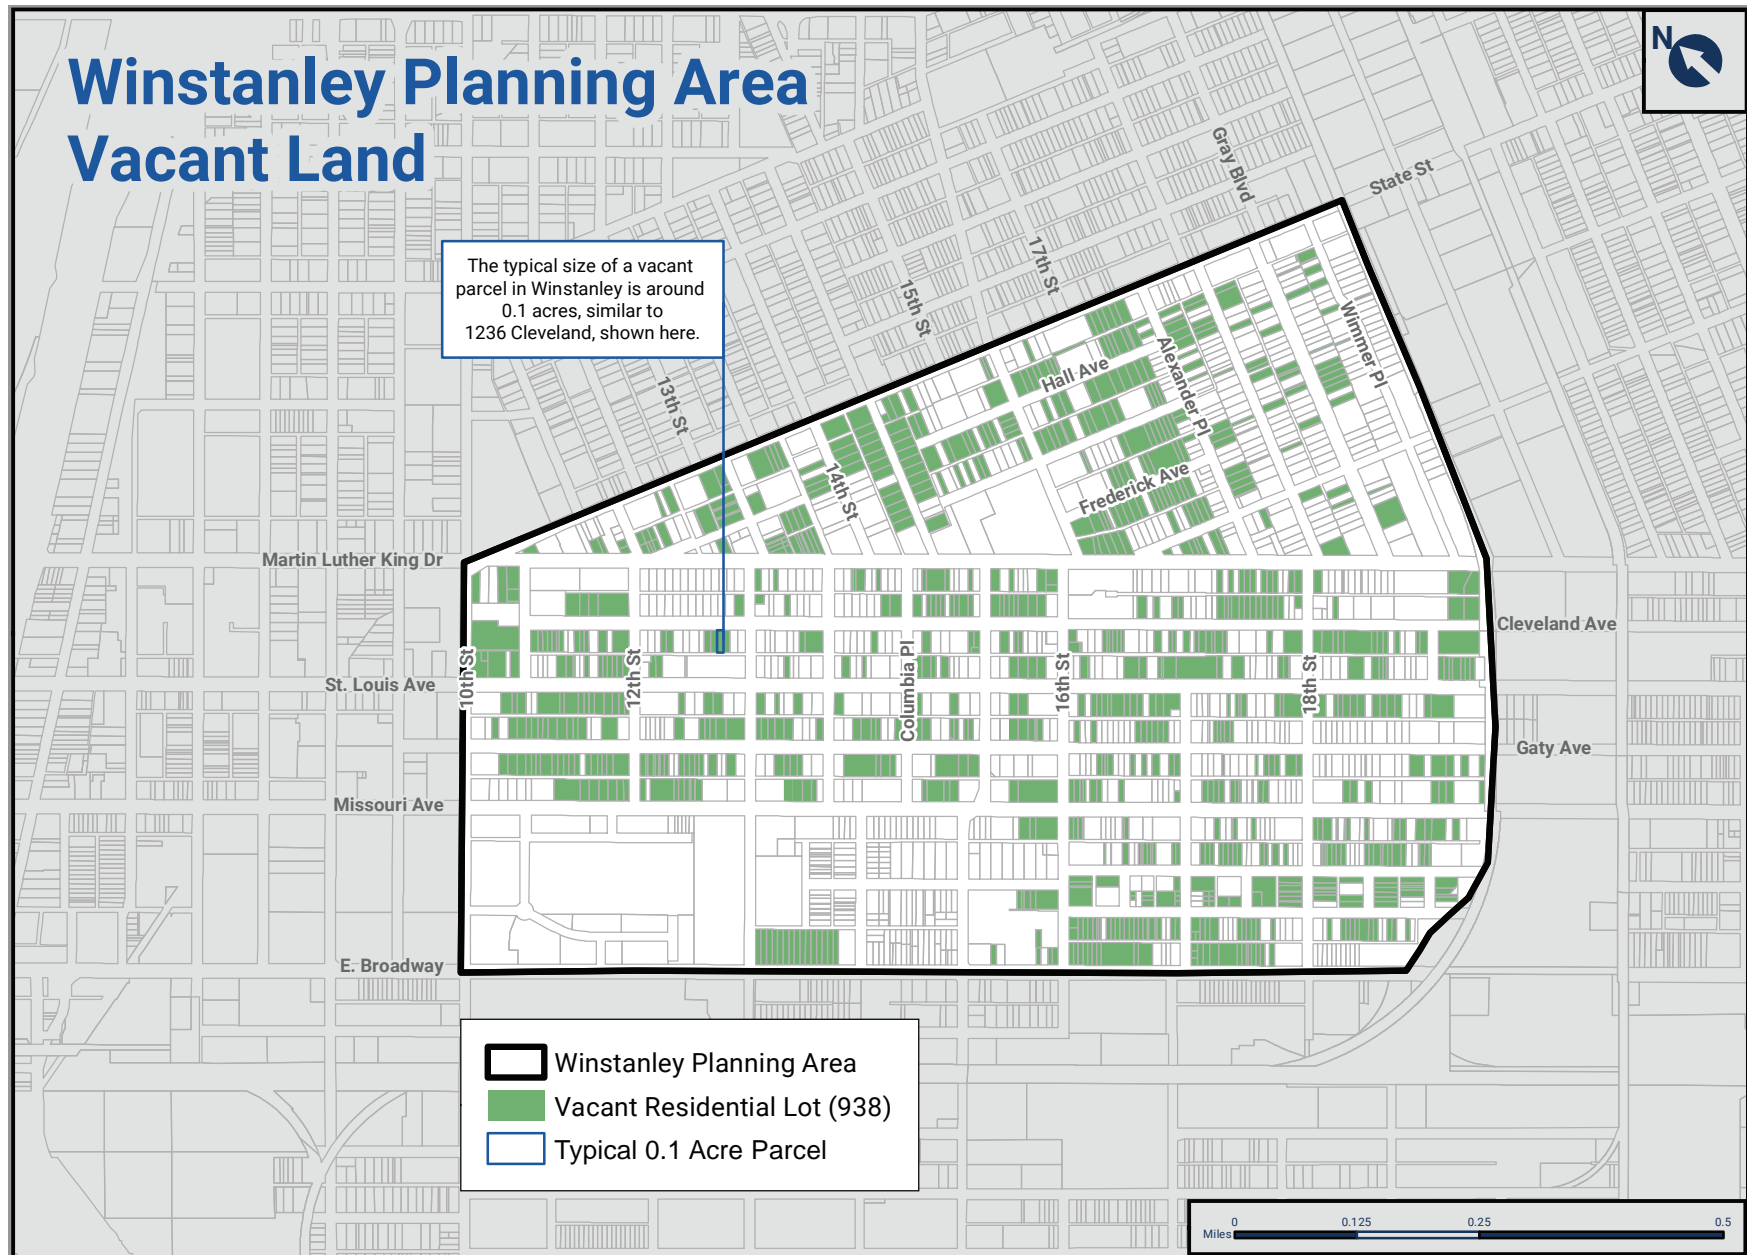 Winstanley Planning Area
Vacant Land
N
Gray Blvd
State St
The typical size of a vacant
parcel in Winstanley is around
0.1 acres, similar to
1236 Cleveland, shown here.
17th St
15th St
Wimmer Pl
Alexander Pl
Hall Ave
13th St
14th St
Frederick Ave
Martin Luther King Dr
Cleveland Ave
10th St
12th St
Columbia Pl
16th St
18th St
St. Louis Ave
Gaty Ave
Missouri Ave
E. Broadway
Winstanley Planning Area
Vacant Residential Lot (938)
Typical 0.1 Acre Parcel
0 0.125 0.25 0.5
Miles